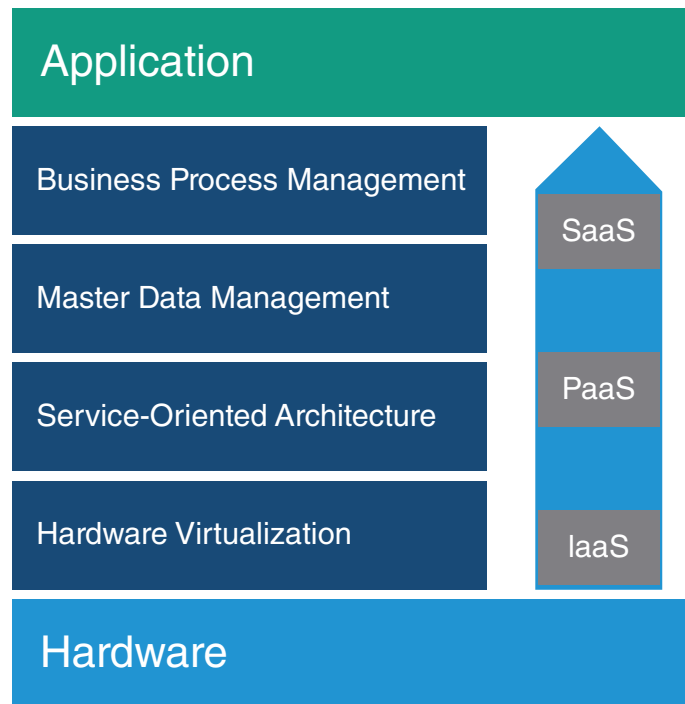 Application
Business Process Management
SaaS
Master Data Management
PaaS
Service-Oriented Architecture
Hardware Virtualization
IaaS
Hardware